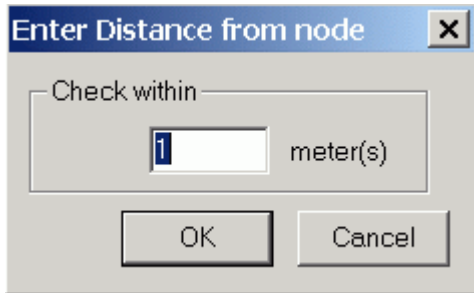 Enter Distance from node
Check within
1 meter(s)
OK Cancel